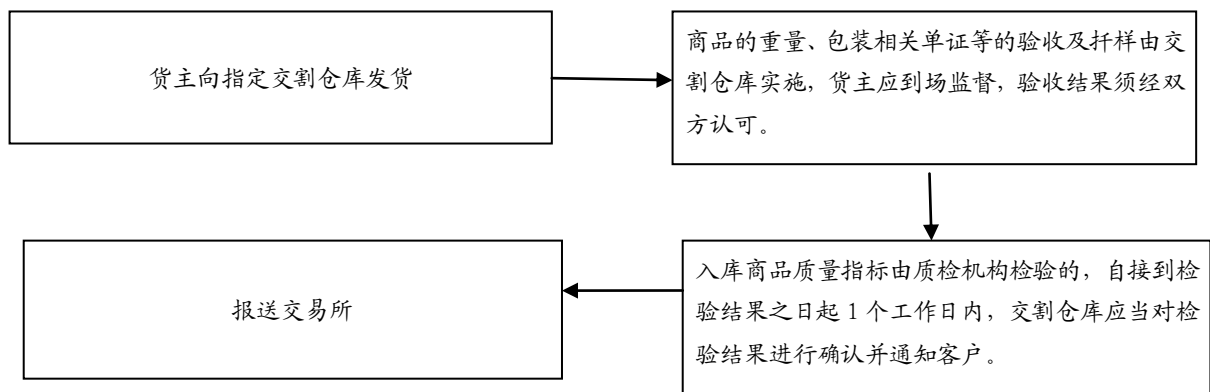 货主向指定交割仓库发货
商品的重量、包装相关单证等的验收及扦样由交
割仓库实施，货主应到场监督，验收结果须经双
方认可。
入库商品质量指标由质检机构检验的，自接到检
验结果之日起 1 个工作日内，交割仓库应当对检
验结果进行确认并通知客户。
报送交易所